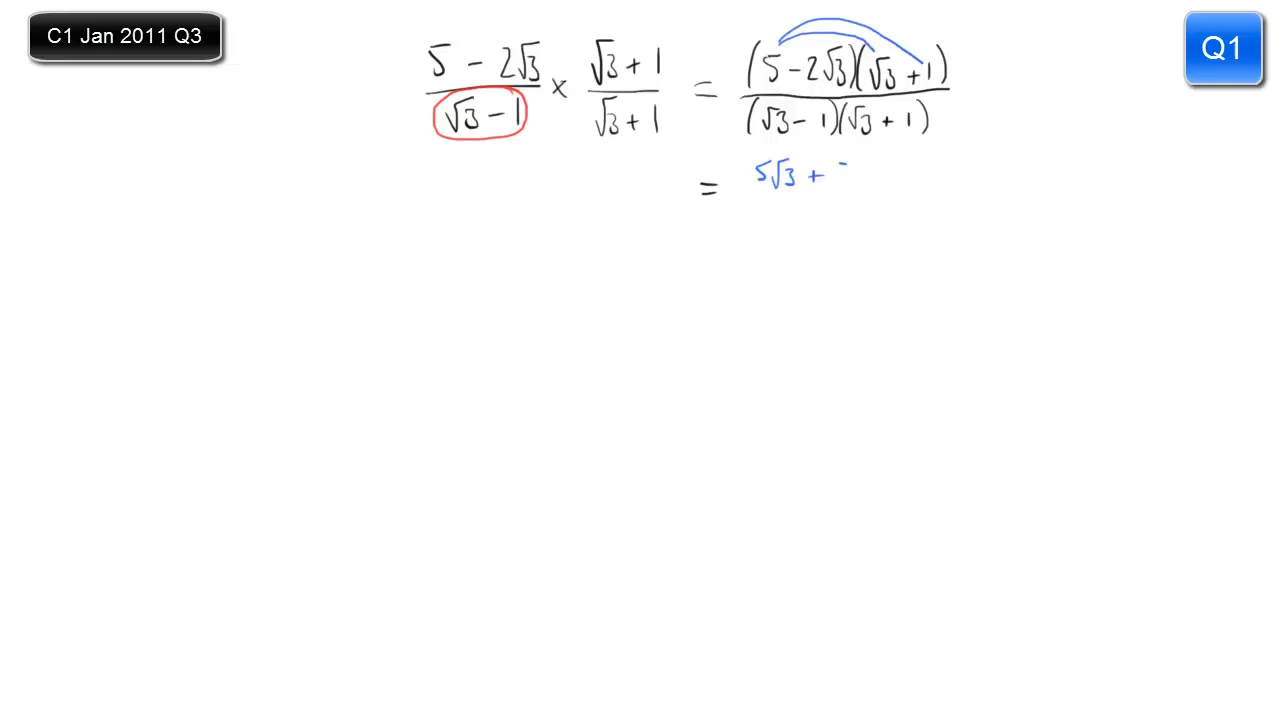 C1 Jan 2011 Q3
Q1
5 - 2√3 / √3 - 1 × √3 + 1 / √3 + 1 = (5 - 2√3)(√3 + 1) / (√3 - 1)(√3 + 1)
= 5√3 +